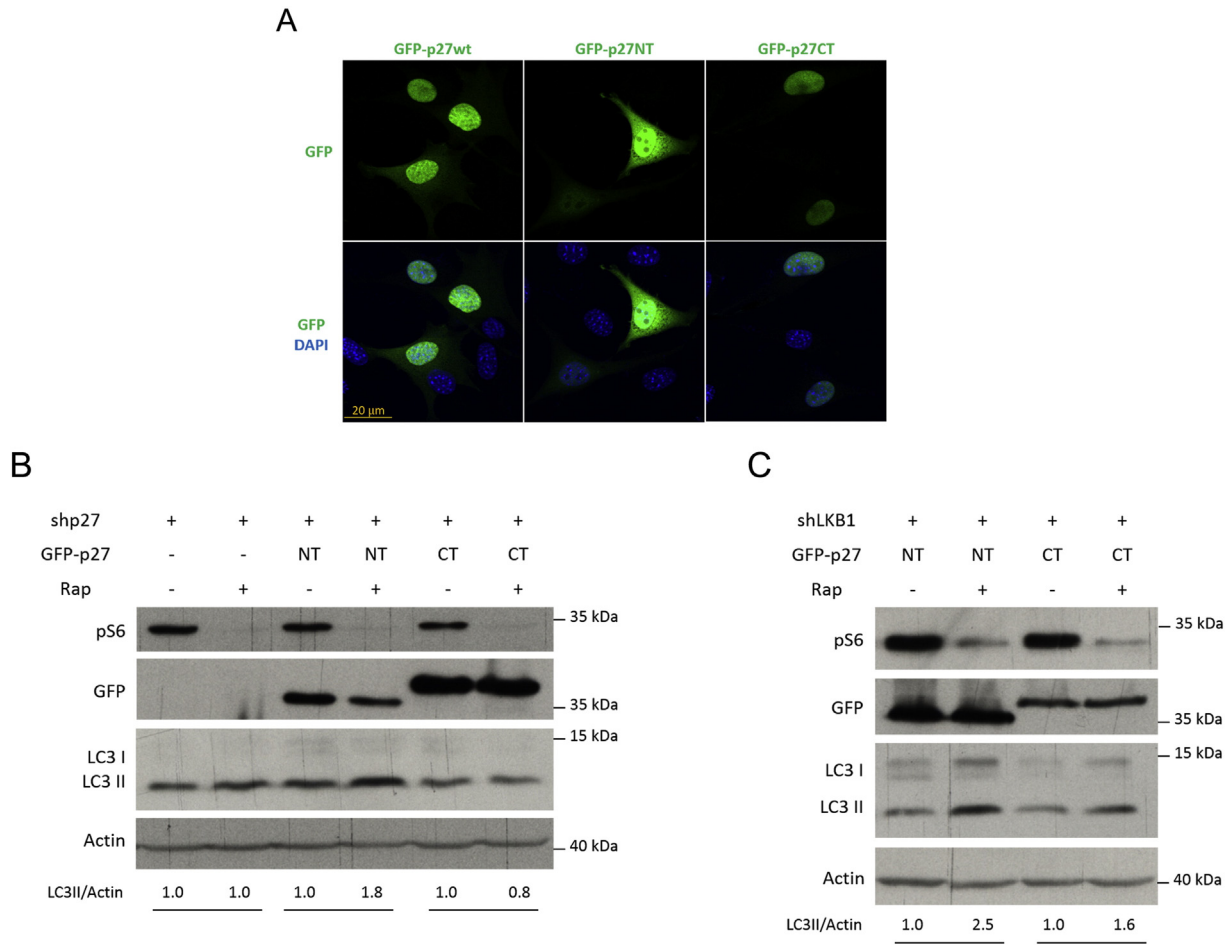 A
GFP-p27wt GFP-p27NT GFP-p27CT
GFP
GFP
DAPI
20 μm
B
shp27 + + + + + +
GFP-p27 - - NT NT CT CT
Rap - + - + - +
pS6
35 kDa
GFP
35 kDa
15 kDa
LC3 I
LC3 II
Actin
40 kDa
LC3II/Actin 1.0 1.0 1.0 1.8 1.0 0.8
C
shLKB1 + + + +
GFP-p27 NT NT CT CT
Rap - + - +
35 kDa
pS6
GFP
35 kDa
15 kDa
LC3 I
LC3 II
Actin
40 kDa
LC3II/Actin 1.0 2.5 1.0 1.6